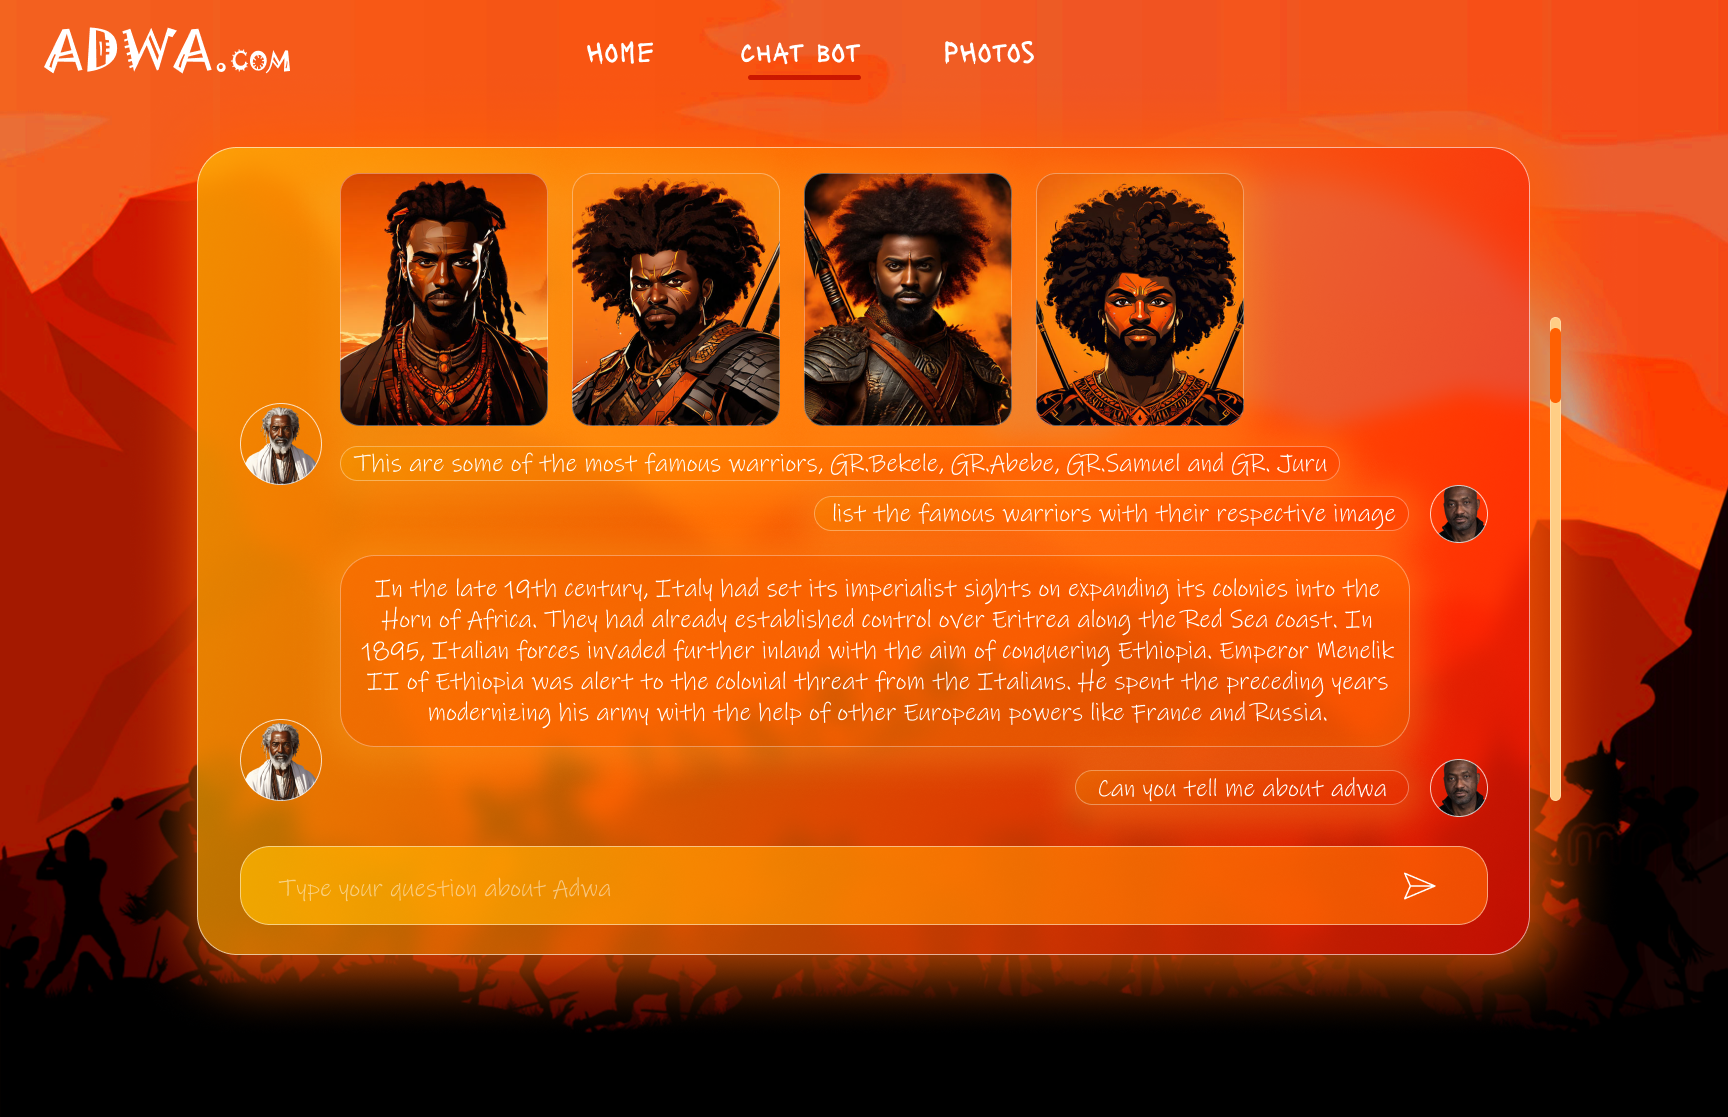 ADWA.COM
HOME
CHAT BOT
PHOTOS
This are some of the most famous warriors, GR.Bekele, GR.Abebe, GR.Samuel and GR. Juru
list the famous warriors with their respective image
In the late 19th century, Italy had set its imperialist sights on expanding its colonies into the
Horn of Africa. They had already established control over Eritrea along the Red Sea coast. In
1895, Italian forces invaded further inland with the aim of conquering Ethiopia. Emperor Menelik
II of Ethiopia was alert to the colonial threat from the Italians. He spent the preceding years
modernizing his army with the help of other European powers like France and Russia.
Can you tell me about adwa
Type your question about Adwa